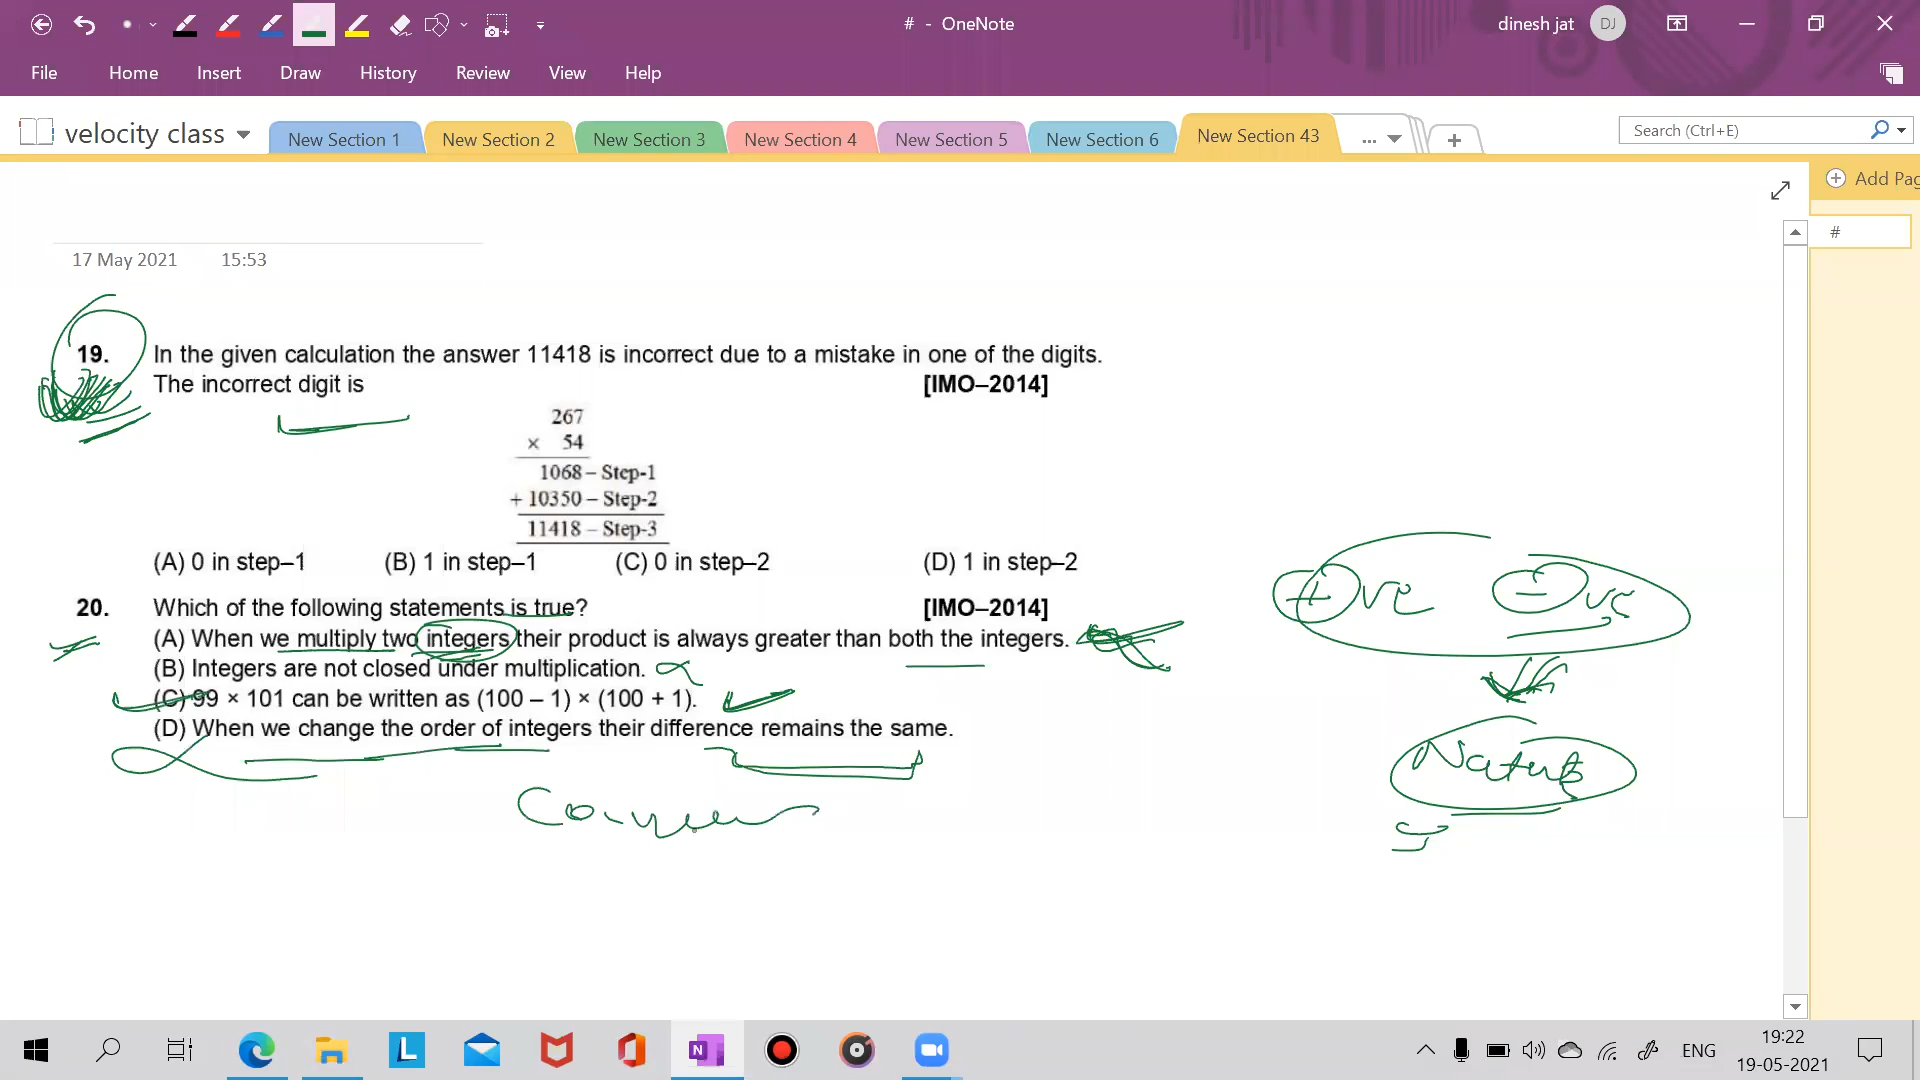 # - OneNote
dinesh jat
DJ
File Home Insert Draw History Review View Help
velocity class
New Section 1 New Section 2 New Section 3 New Section 4 New Section 5 New Section 6 New Section 43 ...
Search (Ctrl+E)
Add Pag
#
17 May 2021 15:53
19. In the given calculation the answer 11418 is incorrect due to a mistake in one of the digits.
The incorrect digit is [IMO–2014]
267
× 54
1068 – Step-1
+ 10350 – Step-2
11418 – Step-3
(A) 0 in step–1 (B) 1 in step–1 (C) 0 in step–2 (D) 1 in step–2
+ve -ve
20. Which of the following statements is true? [IMO–2014]
(A) When we multiply two integers their product is always greater than both the integers.
(B) Integers are not closed under multiplication.
(C) 99 × 101 can be written as (100 – 1) × (100 + 1).
(D) When we change the order of integers their difference remains the same.
ENG
19:22
19-05-2021